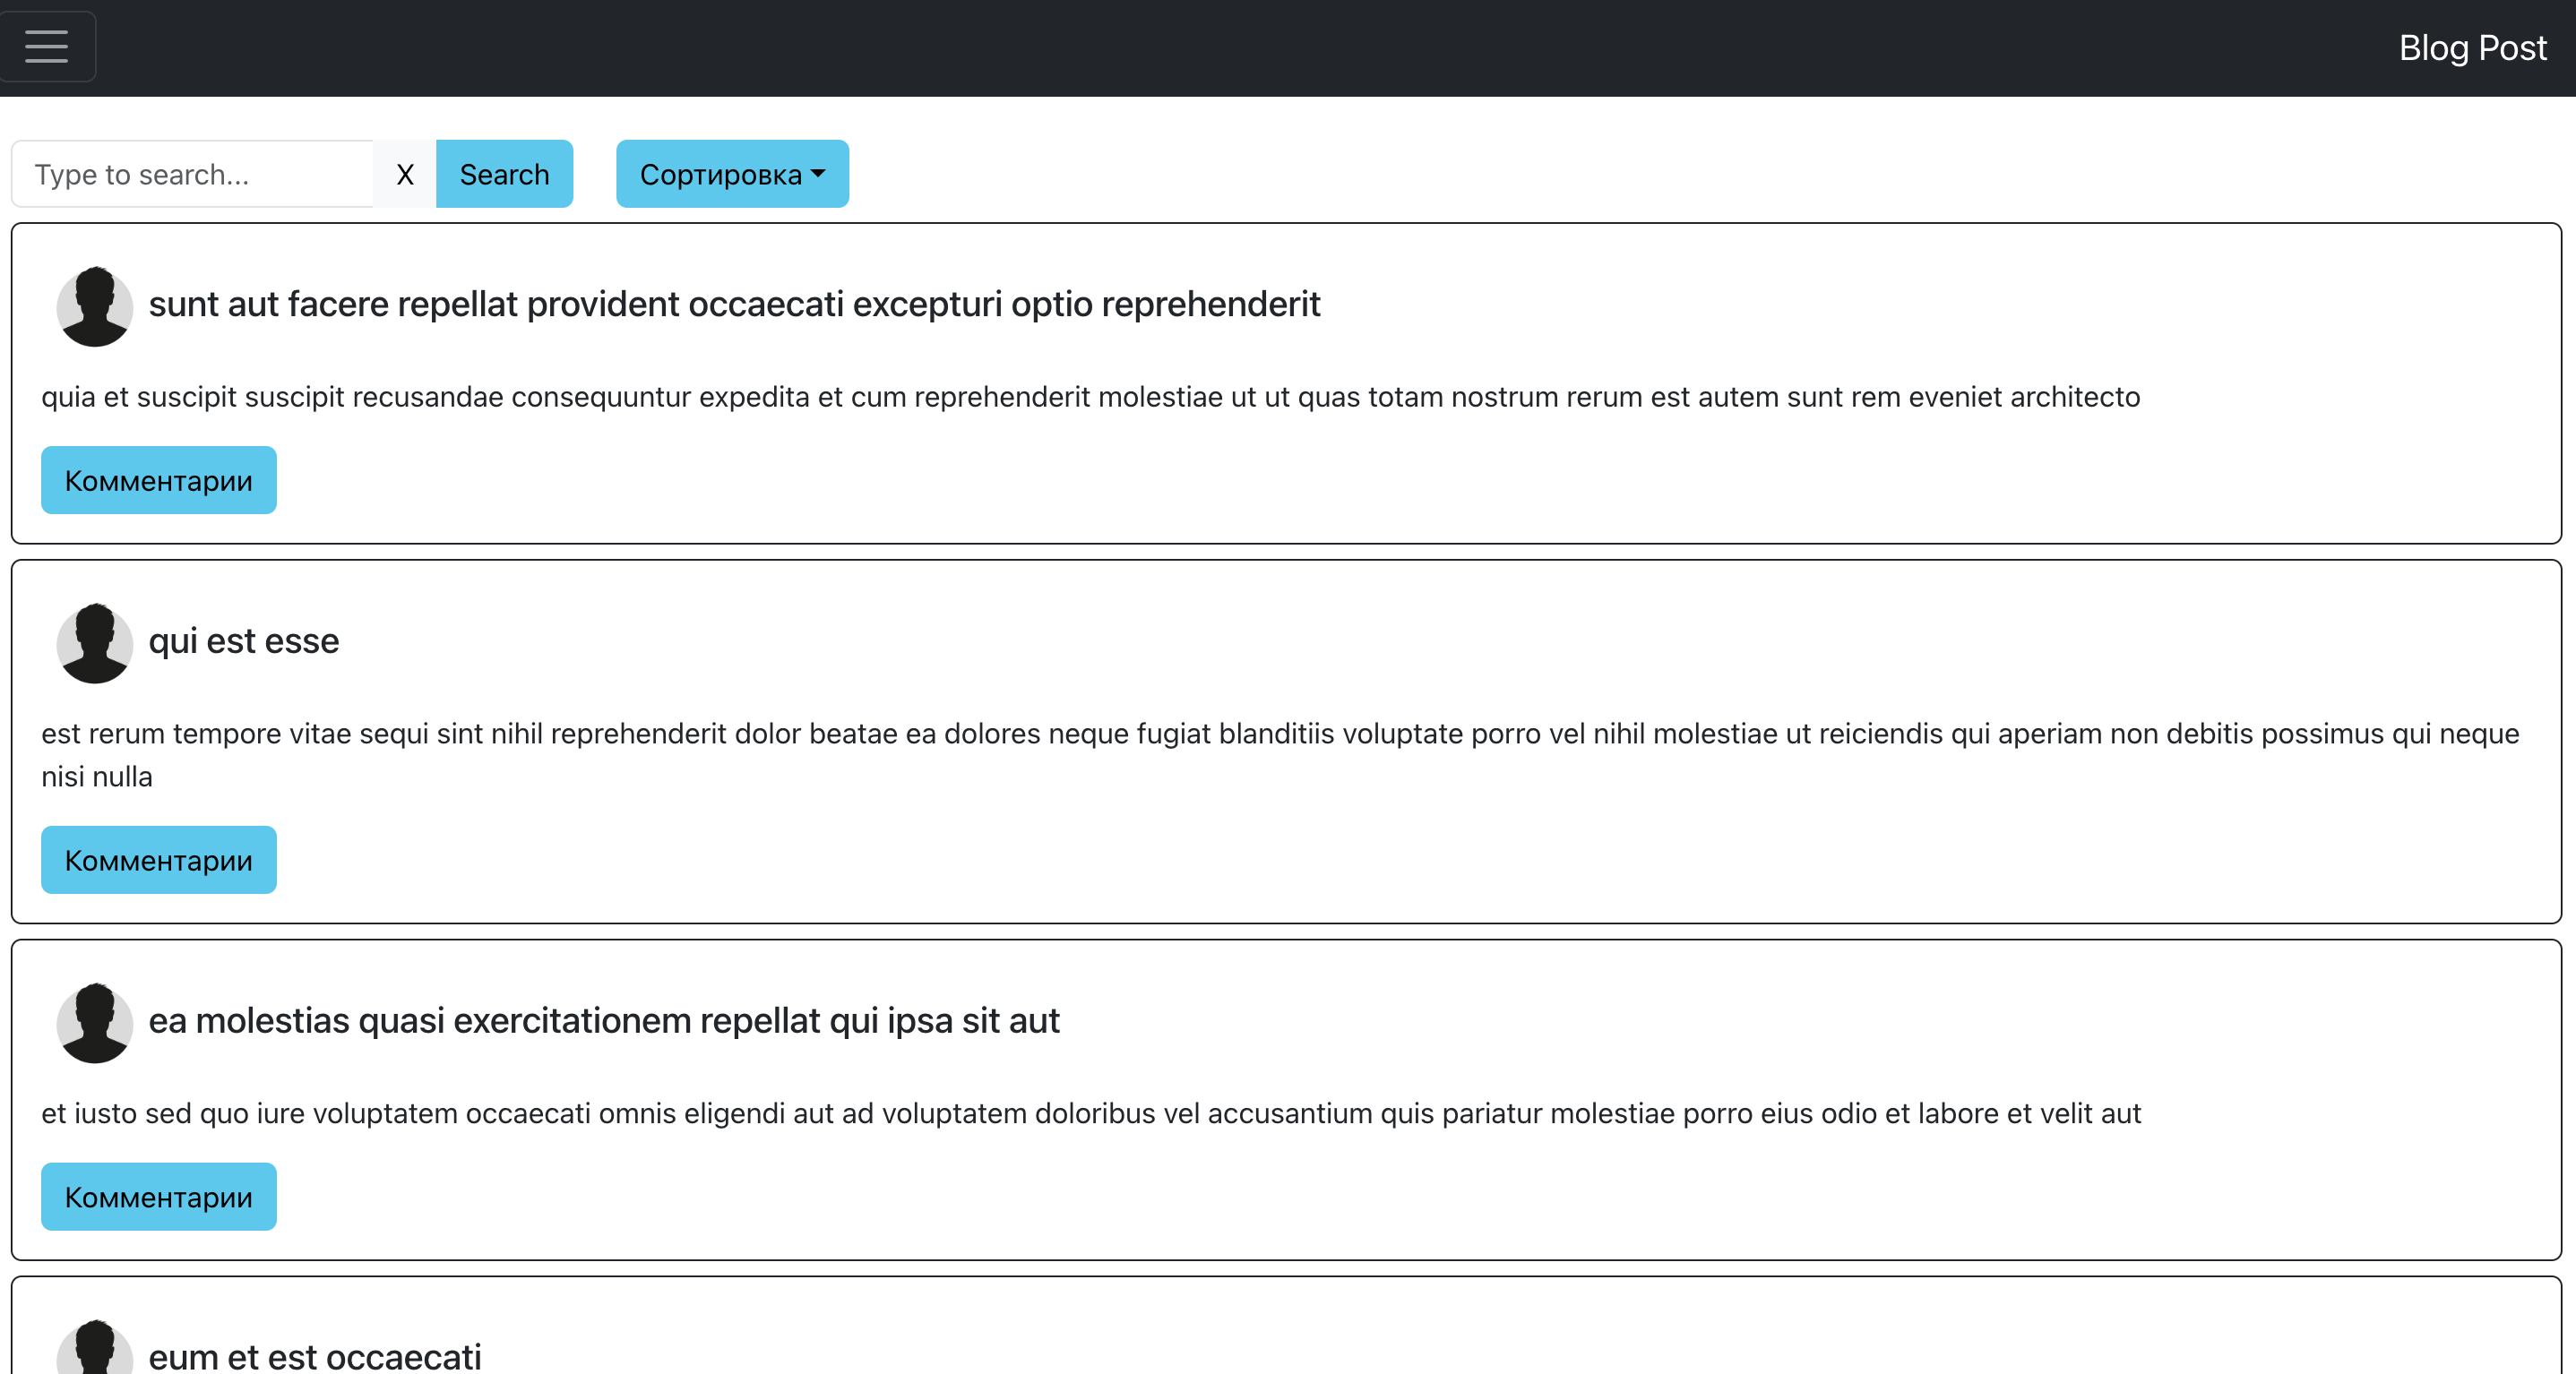 Blog Post
Type to search...
X
Search
Сортировка
sunt aut facere repellat provident occaecati excepturi optio reprehenderit
quia et suscipit suscipit recusandae consequuntur expedita et cum reprehenderit molestiae ut ut quas totam nostrum rerum est autem sunt rem eveniet architecto
Комментарии
qui est esse
est rerum tempore vitae sequi sint nihil reprehenderit dolor beatae ea dolores neque fugiat blanditiis voluptate porro vel nihil molestiae ut reiciendis qui aperiam non debitis possimus qui neque
nisi nulla
Комментарии
ea molestias quasi exercitationem repellat qui ipsa sit aut
et iusto sed quo iure voluptatem occaecati omnis eligendi aut ad voluptatem doloribus vel accusantium quis pariatur molestiae porro eius odio et labore et velit aut
Комментарии
eum et est occaecati